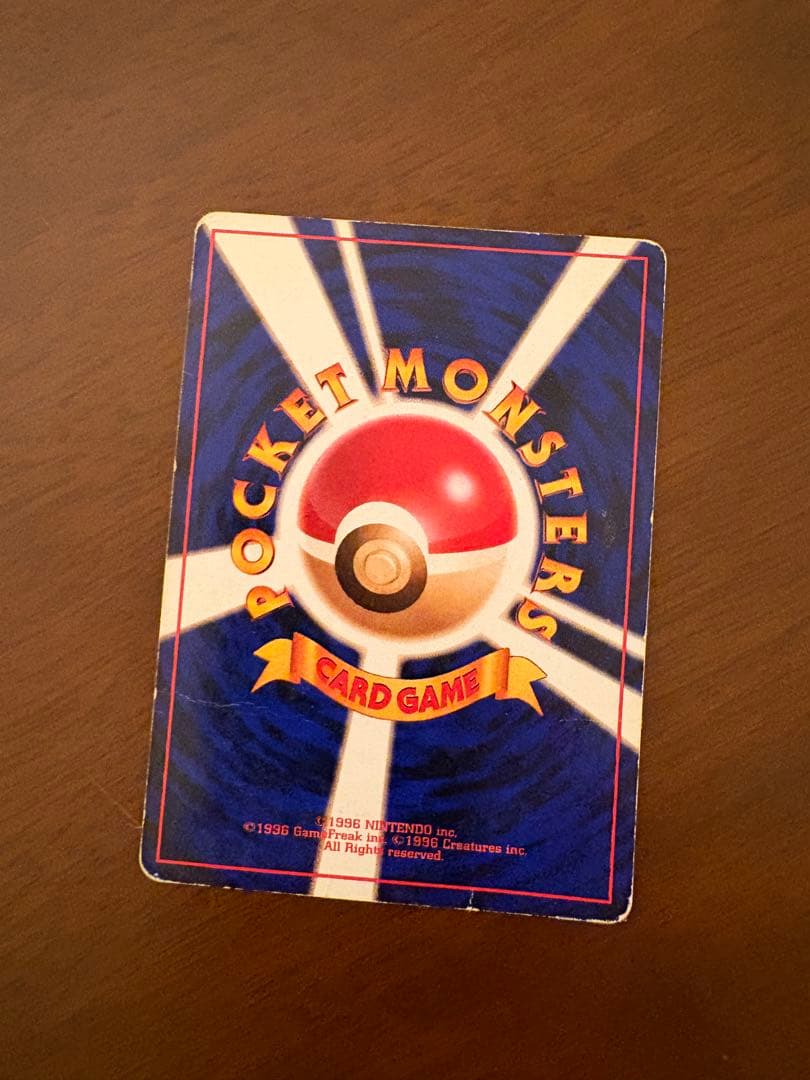 POCKET MONSTERS
CARD GAME
©1996 NINTENDO inc.
©1996 GameFreak inc. ©1996 Creatures inc.
All Rights reserved.